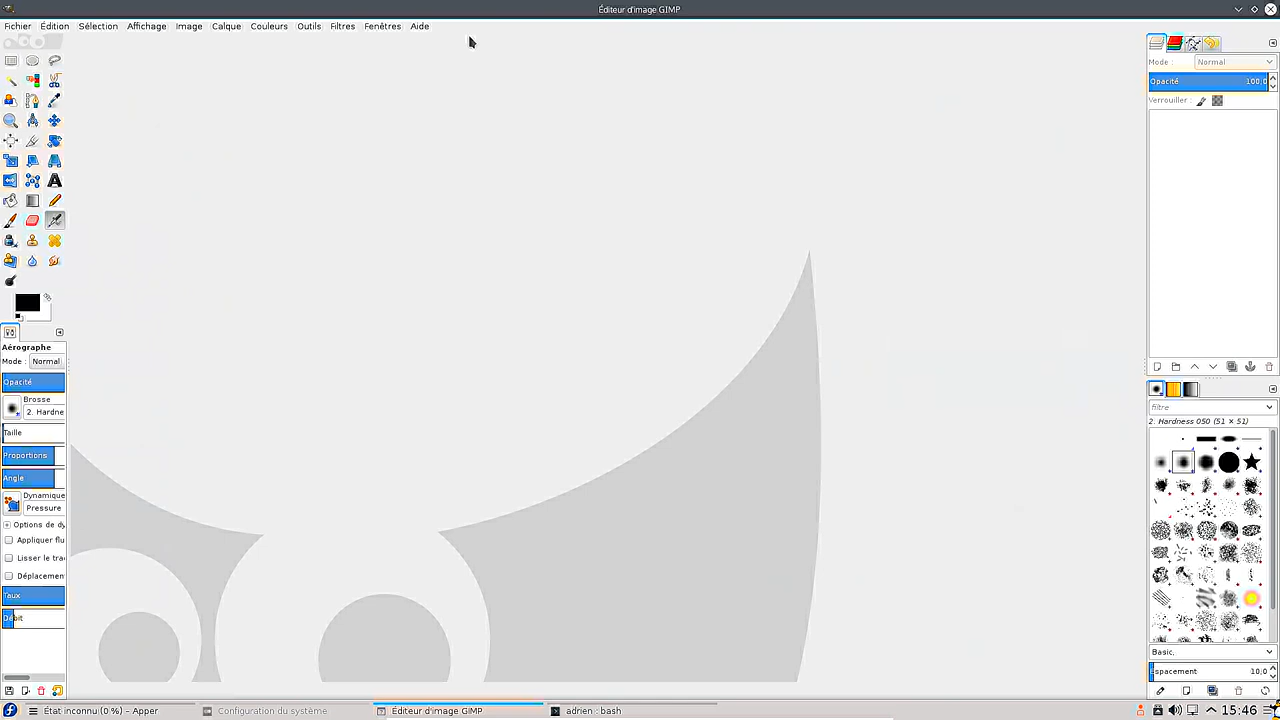 Éditeur d'image GIMP
Fichier Édition Sélection Affichage Image Calque Couleurs Outils Filtres Fenêtres Aide
Mode : Normal
Opacité 100,0
Verrouiller :
Aérographe
Mode : Normal
Opacité
Brosse
2. Hardne
Taille
Proportions
Angle
Dynamique
Pressure
Options de dy
Appliquer flu
Lisser le tra
Déplacemen
Taux
Débit
filtre
2. Hardness 050 (51 × 51)
Basic,
spacement 10,0
État inconnu (0 %) - Apper
Configuration du système
Éditeur d'image GIMP
adrien : bash
15:46